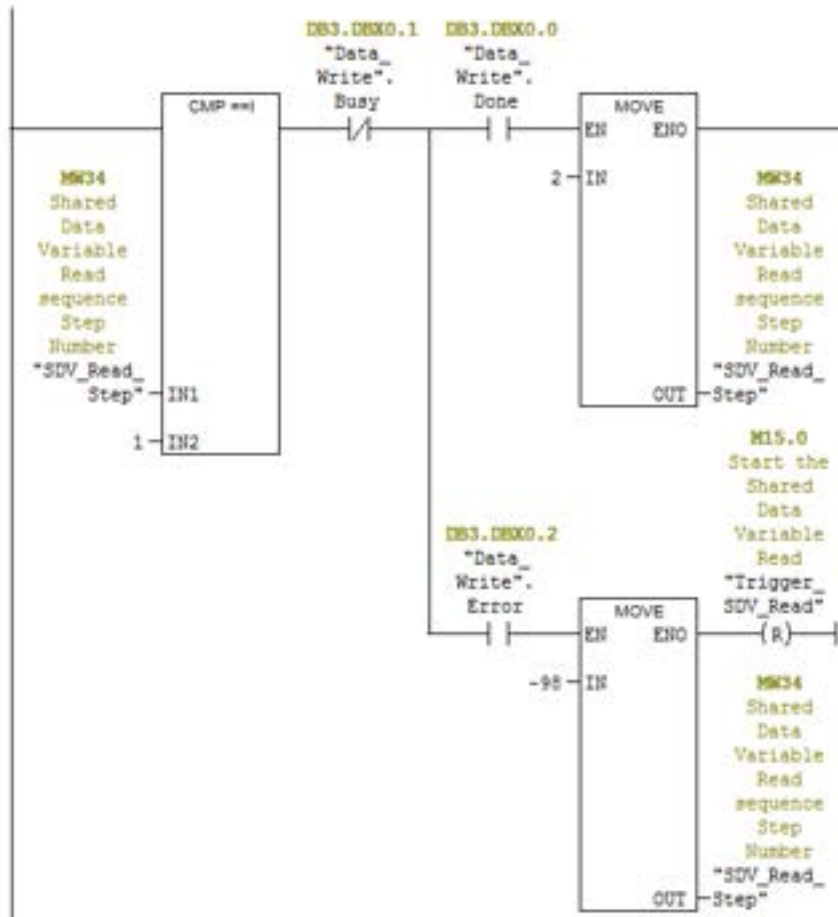 DB3.DBX0.1
"Data_
Write".
Busy
DB3.DBX0.0
"Data_
Write".
Done
CMP ==I
MW34
Shared
Data
Variable
Read
sequence
Step
Number
"SDV_Read_
Step"
IN1
1
IN2
MOVE
EN
ENO
2
IN
OUT
MW34
Shared
Data
Variable
Read
sequence
Step
Number
"SDV_Read_
Step"
DB3.DBX0.2
"Data_
Write".
Error
MOVE
EN
ENO
-98
IN
OUT
M15.0
Start the
Shared
Data
Variable
Read
"Trigger_
SDV_Read"
(R)
MW34
Shared
Data
Variable
Read
sequence
Step
Number
"SDV_Read_
Step"